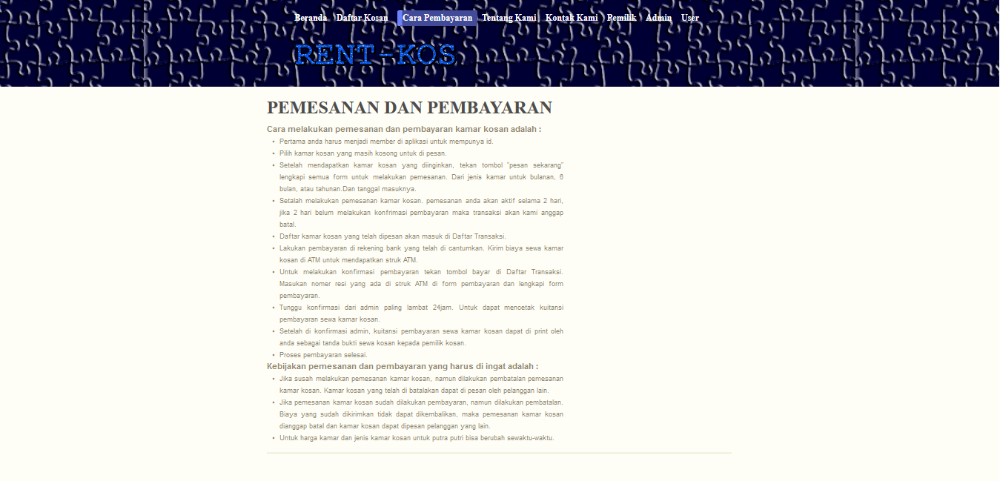 Beranda Daftar Kosan Cara Pembayaran Tentang Kami Kontak Kami Pemilik Admin User
RENT-KOS
PEMESANAN DAN PEMBAYARAN
Cara melakukan pemesanan dan pembayaran kamar kosan adalah :
• Pertama anda harus menjadi member di aplikasi untuk mempunya id.
• Pilih kamar kosan yang masih kosong untuk di pesan.
• Setelah mendapatkan kamar kosan yang diinginkan, tekan tombol "pesan sekarang"
lengkapi semua form untuk melakukan pemesanan. Dari jenis kamar untuk bulanan, 6
bulan, atau tahunan.Dan tanggal masuknya.
• Setalah melakukan pemesanan kamar kosan. pemesanan anda akan aktif selama 2 hari,
jika 2 hari belum melakukan konfrimasi pembayaran maka transaksi akan kami anggap
batal.
• Daftar kamar kosan yang telah dipesan akan masuk di Daftar Transaksi.
• Lakukan pembayaran di rekening bank yang telah di cantumkan. Kirim biaya sewa kamar
kosan di ATM untuk mendapatkan struk ATM.
• Untuk melakukan konfirmasi pembayaran tekan tombol bayar di Daftar Transaksi.
Masukan nomer resi yang ada di struk ATM di form pembayaran dan lengkapi form
pembayaran.
• Tunggu konfirmasi dari admin paling lambat 24jam. Untuk dapat mencetak kuitansi
pembayaran sewa kamar kosan.
• Setelah di konfirmasi admin, kuitansi pembayaran sewa kamar kosan dapat di print oleh
anda sebagai tanda bukti sewa kosan kepada pemilik kosan.
• Proses pembayaran selesai.
Kebijakan pemesanan dan pembayaran yang harus di ingat adalah :
• Jika susah melakukan pemesanan kamar kosan, namun dilakukan pembatalan pemesanan
kamar kosan. Kamar kosan yang telah di batalakan dapat di pesan oleh pelanggan lain.
• Jika pemesanan kamar kosan sudah dilakukan pembayaran, namun dilakukan pembatalan.
Biaya yang sudah dikirimkan tidak dapat dikembalikan, maka pemesanan kamar kosan
dianggap batal dan kamar kosan dapat dipesan pelanggan yang lain.
• Untuk harga kamar dan jenis kamar kosan untuk putra putri bisa berubah sewaktu-waktu.